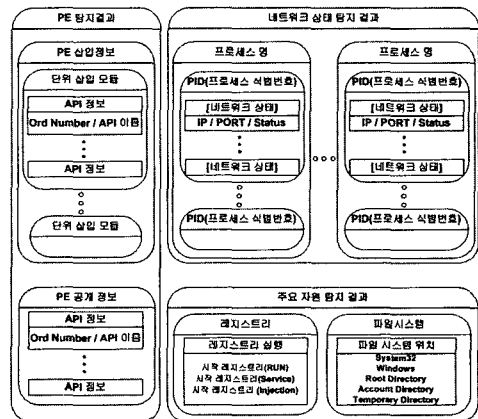 PE 탐지결과
PE 삽입정보
단위 삽입 모듈
API 정보
Ord Number / API 이름
API 정보
단위 삽입 모듈
PE 공개 정보
API 정보
Ord Number / API 이름
API 정보
네트워크 상태 탐지 결과
프로세스 명
PID(프로세스 식별번호)
[네트워크 상태]
IP / PORT / Status
[네트워크 상태]
PID(프로세스 식별번호)
프로세스 명
PID(프로세스 식별번호)
[네트워크 상태]
IP / PORT / Status
[네트워크 상태]
PID(프로세스 식별번호)
주요 자원 탐지 결과
레지스트리
레지스트리 실행
시작 레지스트리(RUN)
시작 레지스트리(Service)
시작 레지스트리 (Injection)
파일시스템
파일 시스템 위치
System32
Windows
Root Directory
Account Directory
Temporary Directory